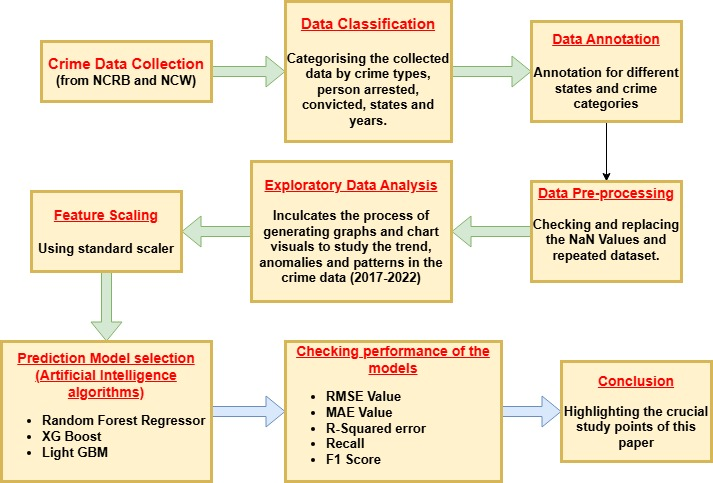 Crime Data Collection
(from NCRB and NCW)
Data Classification
Categorising the collected
data by crime types,
person arrested,
convicted, states and
years.
Data Annotation
Annotation for different
states and crime
categories
Data Pre-processing
Checking and replacing
the NaN Values and
repeated dataset.
Exploratory Data Analysis
Inculcates the process of
generating graphs and chart
visuals to study the trend,
anomalies and patterns in the
crime data (2017-2022)
Feature Scaling
Using standard scaler
Prediction Model selection
(Artificial Intelligence
algorithms)
• Random Forest Regressor
• XG Boost
• Light GBM
Checking performance of the
models
• RMSE Value
• MAE Value
• R-Squared error
• Recall
• F1 Score
Conclusion
Highlighting the crucial
study points of this
paper